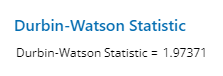 Durbin-Watson Statistic
Durbin-Watson Statistic = 1.97371